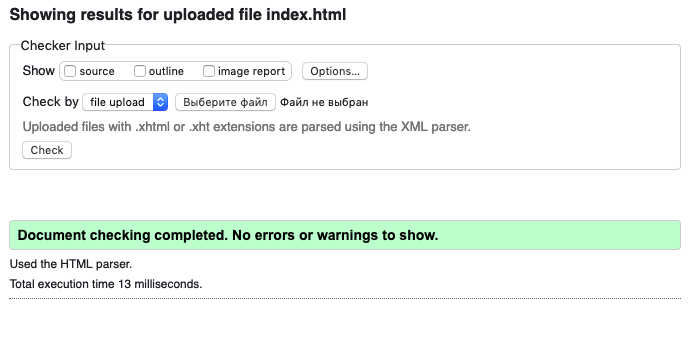 Showing results for uploaded file index.html
Checker Input
Show source outline image report Options...
Check by file upload Выберите файл Файл не выбран
Uploaded files with .xhtml or .xht extensions are parsed using the XML parser.
Check
Document checking completed. No errors or warnings to show.
Used the HTML parser.
Total execution time 13 milliseconds.